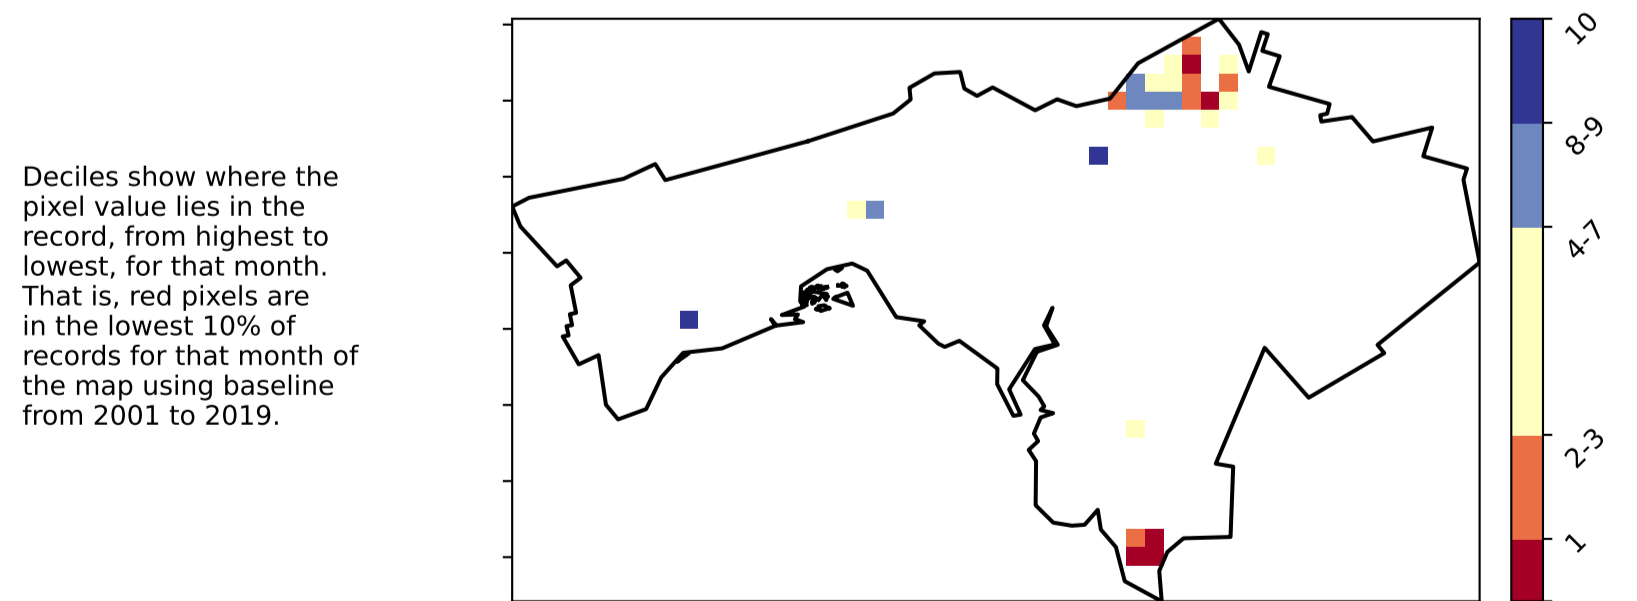 Deciles show where the
pixel value lies in the
record, from highest to
lowest, for that month.
That is, red pixels are
in the lowest 10% of
records for that month of
the map using baseline
from 2001 to 2019.
10
8-9
4-7
2-3
1